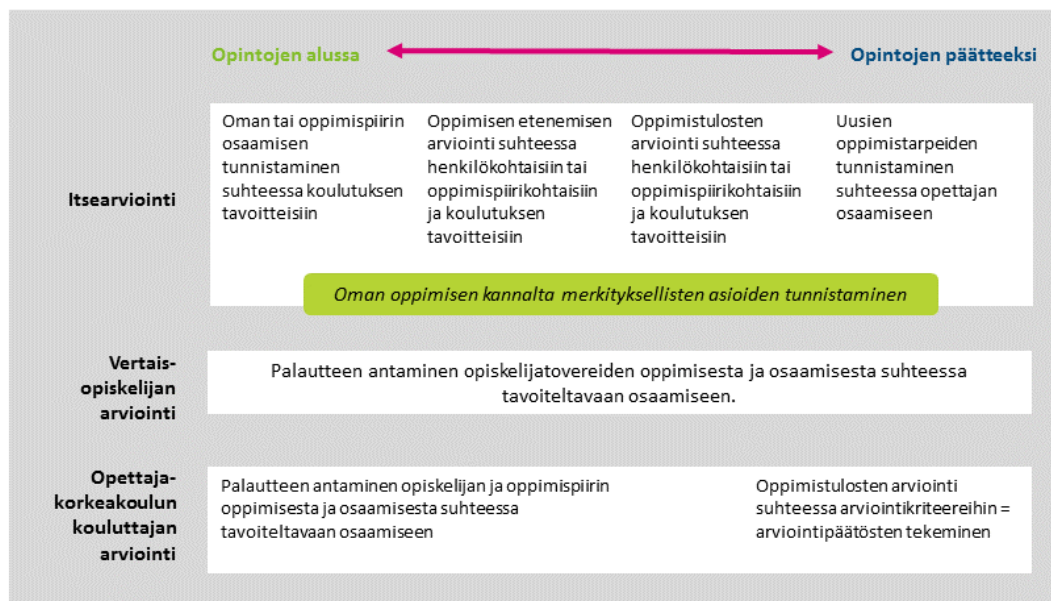 Opintojen alussa
Opintojen päätteeksi
Itsearviointi
Oman tai oppimispiirin
osaamisen
tunnistaminen
suhteessa koulutuksen
tavoitteisiin
Oppimisen etenemisen
arviointi suhteessa
henkilökohtaisiin tai
oppimispiirikohtaisiin
ja koulutuksen
tavoitteisiin
Oppimistulosten
arviointi suhteessa
henkilökohtaisiin tai
oppimispiirikohtaisiin
ja koulutuksen
tavoitteisiin
Uusien
oppimistarpeiden
tunnistaminen
suhteessa opettajan
osaamiseen
Oman oppimisen kannalta merkityksellisten asioiden tunnistaminen
Vertais-
opiskelijan
arviointi
Palautteen antaminen opiskelijatovereiden oppimisesta ja osaamisesta suhteessa
tavoiteltavaan osaamiseen.
Opettaja-
korkeakoulun
kouluttajan
arviointi
Palautteen antaminen opiskelijan ja oppimispiirin
oppimisesta ja osaamisesta suhteessa
tavoiteltavaan osaamiseen
Oppimistulosten arviointi
suhteessa arviointikriteereihin =
arviointipäätösten tekeminen